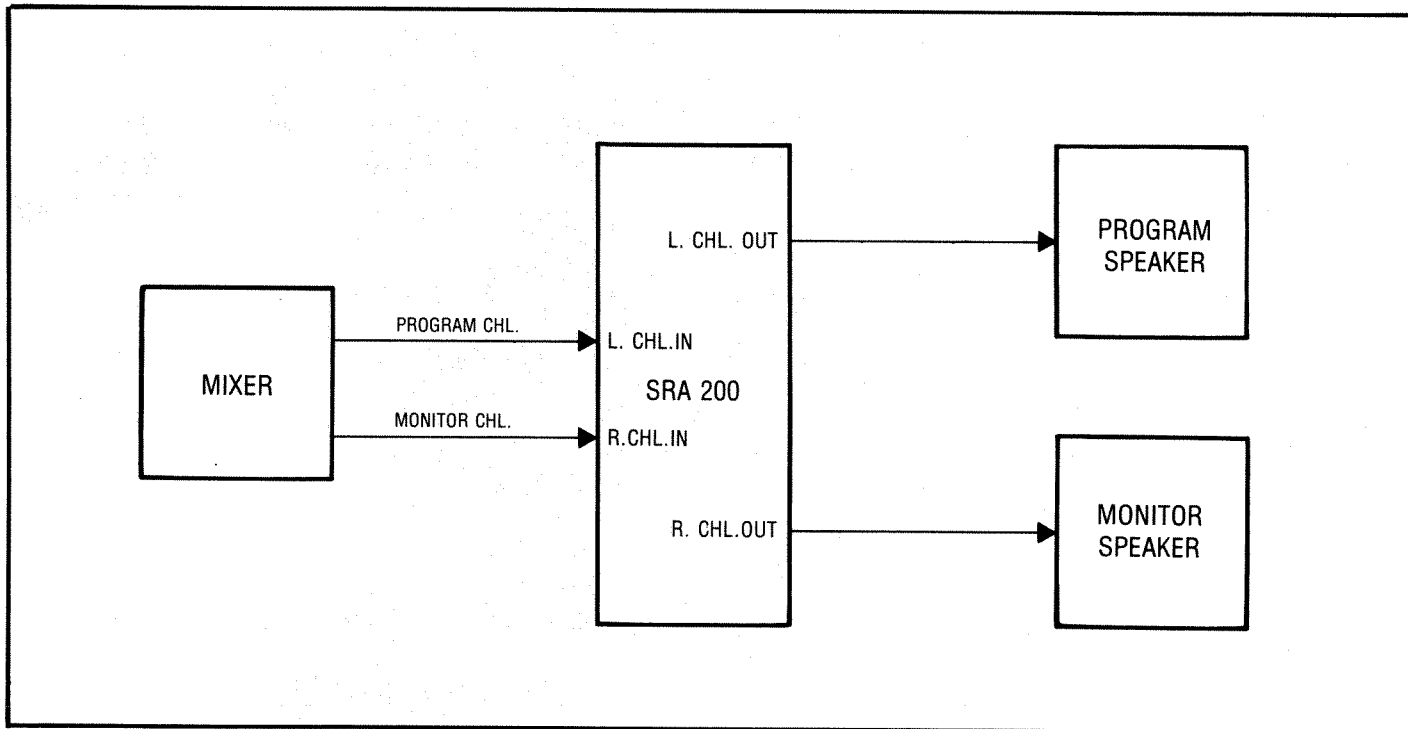 L. CHL. OUT
PROGRAM
SPEAKER
PROGRAM CHL.
L. CHL.IN
MIXER
SRA 200
MONITOR CHL.
R.CHL.IN
R. CHL.OUT
MONITOR
SPEAKER